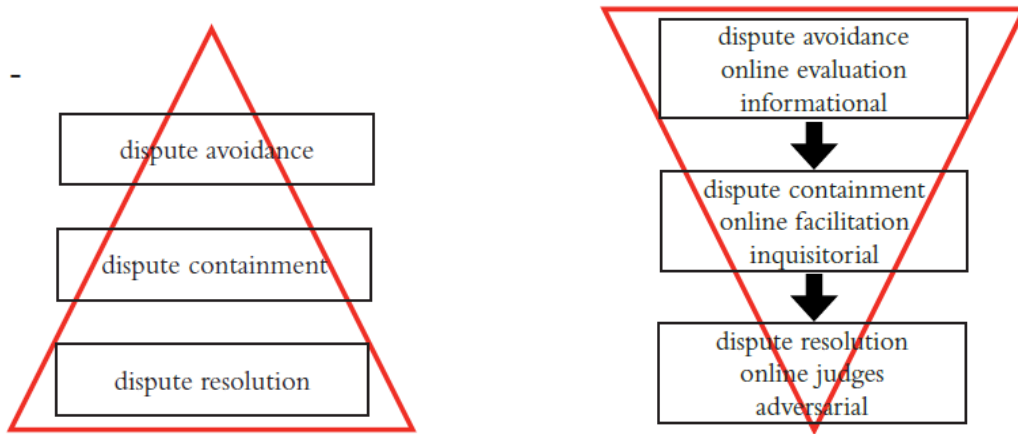 -
dispute avoidance
dispute containment
dispute resolution
dispute avoidance
online evaluation
informational
dispute containment
online facilitation
inquisitorial
dispute resolution
online judges
adversarial